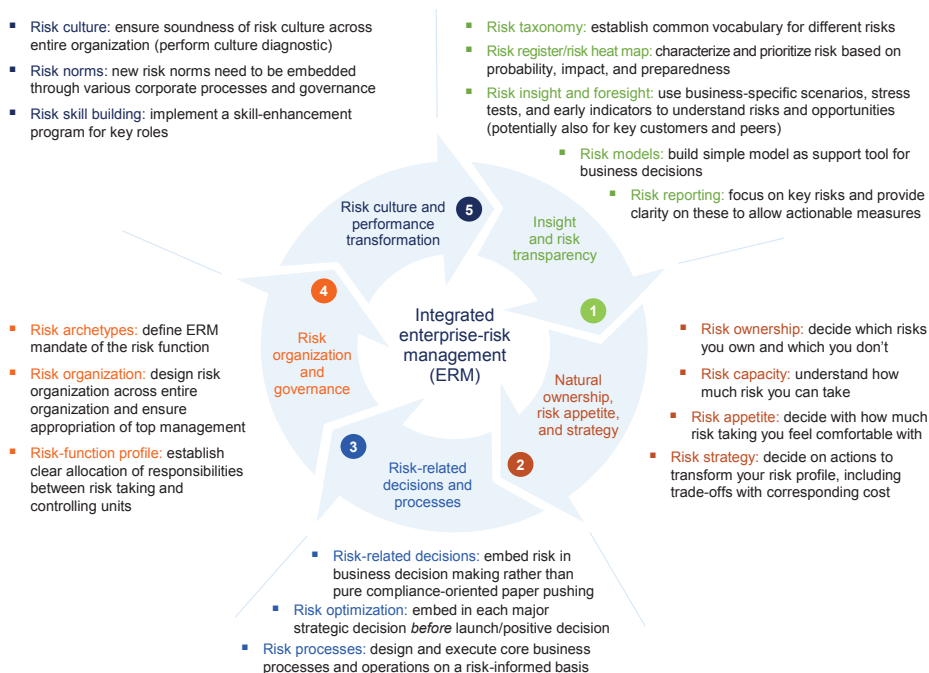 ▪ Risk culture: ensure soundness of risk culture across
entire organization (perform culture diagnostic)
▪ Risk norms: new risk norms need to be embedded
through various corporate processes and governance
▪ Risk skill building: implement a skill-enhancement
program for key roles
▪ Risk taxonomy: establish common vocabulary for different risks
▪ Risk register/risk heat map: characterize and prioritize risk based on
probability, impact, and preparedness
▪ Risk insight and foresight: use business-specific scenarios, stress
tests, and early indicators to understand risks and opportunities
(potentially also for key customers and peers)
▪ Risk models: build simple model as support tool for
business decisions
▪ Risk reporting: focus on key risks and provide
clarity on these to allow actionable measures
5
Risk culture and
performance
transformation
Insight
and risk
transparency
1
4
Risk
organization
and
governance
Integrated
enterprise-risk
management
(ERM)
Natural
ownership,
risk appetite,
and strategy
2
3
Risk-related
decisions and
processes
▪ Risk archetypes: define ERM
mandate of the risk function
▪ Risk organization: design risk
organization across entire
organization and ensure
appropriation of top management
▪ Risk-function profile: establish
clear allocation of responsibilities
between risk taking and
controlling units
▪ Risk ownership: decide which risks
you own and which you don't
▪ Risk capacity: understand how
much risk you can take
▪ Risk appetite: decide with how much
risk taking you feel comfortable with
▪ Risk strategy: decide on actions to
transform your risk profile, including
trade-offs with corresponding cost
▪ Risk-related decisions: embed risk in
business decision making rather than
pure compliance-oriented paper pushing
▪ Risk optimization: embed in each major
strategic decision before launch/positive decision
▪ Risk processes: design and execute core business
processes and operations on a risk-informed basis